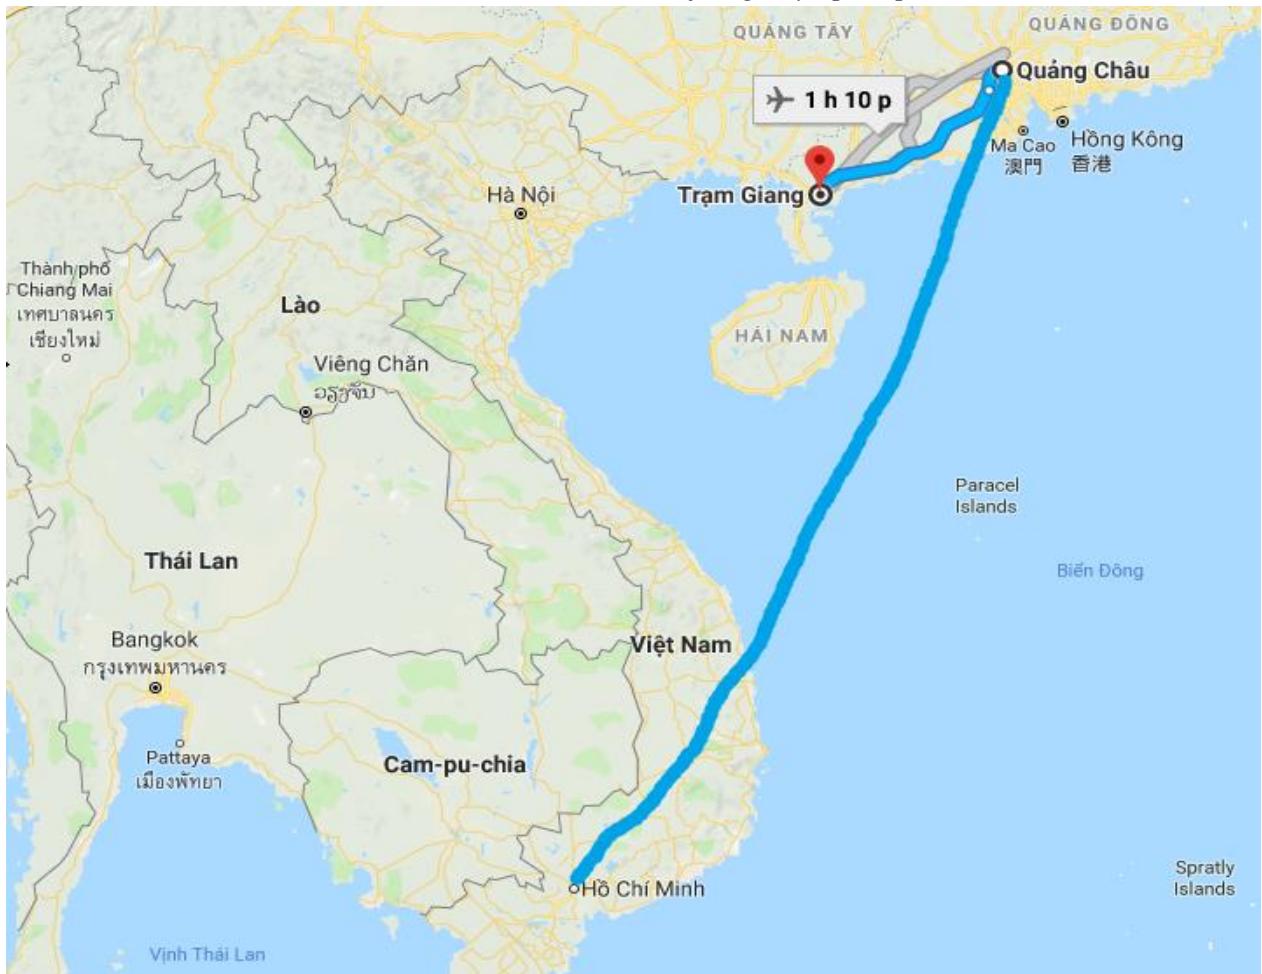 QUẢNG TÂY
QUẢNG ĐÔNG
Quảng Châu
1 h 10 p
Hồng Kông
香港
Ma Cao
澳門
Trạm Giang
Hà Nội
Thành phố
Chiang Mai
เทศบาลนคร
เชียงใหม่
Lào
HẢI NAM
Viêng Chăn
ວຽງຈັນ
Paracel
Islands
Thái Lan
Biển Đông
Bangkok
กรุงเทพมหานคร
Việt Nam
Pattaya
เมืองพัทยา
Cam-pu-chia
Hồ Chí Minh
Spratly
Islands
Vịnh Thái Lan